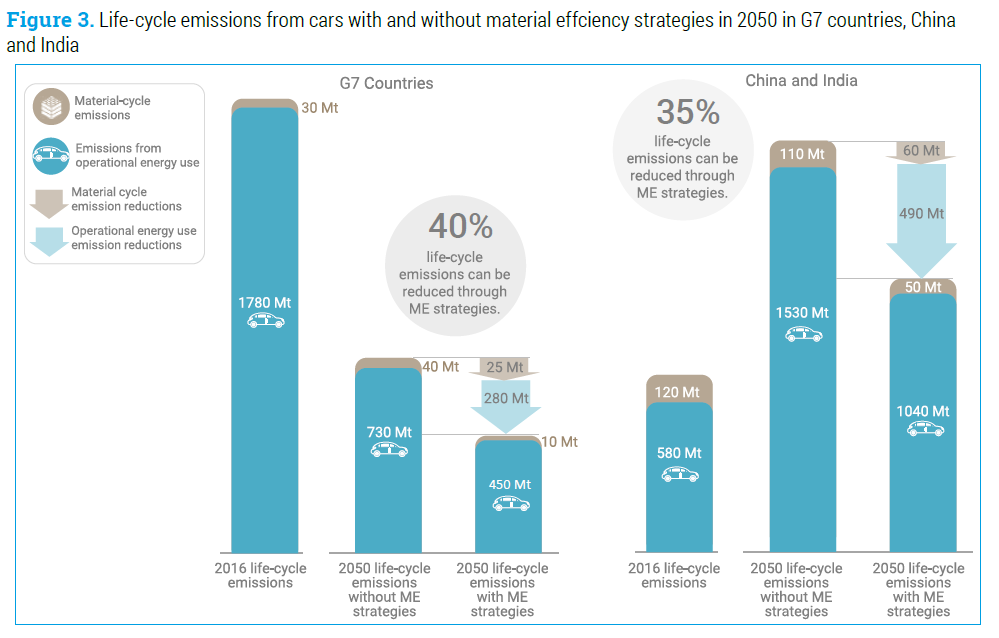 Figure 3. Life-cycle emissions from cars with and without material effciency strategies in 2050 in G7 countries, China
and India
G7 Countries
China and India
Material-cycle
emissions
Emissions from
operational energy use
Material cycle
emission reductions
Operational energy use
emission reductions
30 Mt
1780 Mt
40%
life-cycle
emissions can be
reduced through
ME strategies.
40 Mt
25 Mt
280 Mt
730 Mt
10 Mt
450 Mt
2016 life-cycle
emissions
2050 life-cycle
emissions
without ME
strategies
2050 life-cycle
emissions
with ME
strategies
35%
life-cycle
emissions can be
reduced through
ME strategies.
110 Mt
60 Mt
490 Mt
50 Mt
1530 Mt
120 Mt
1040 Mt
580 Mt
2016 life-cycle
emissions
2050 life-cycle
emissions
without ME
strategies
2050 life-cycle
emissions
with ME
strategies